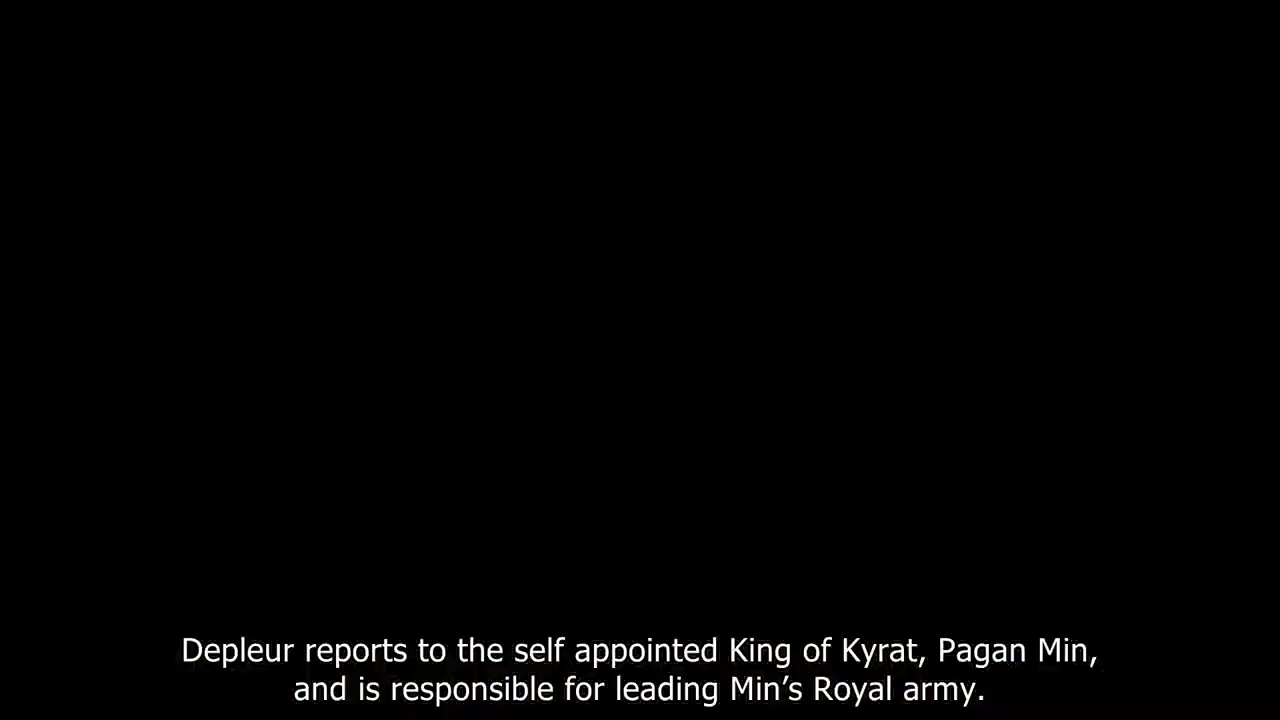 Depleur reports to the self appointed King of Kyrat, Pagan Min,
and is responsible for leading Min’s Royal army.